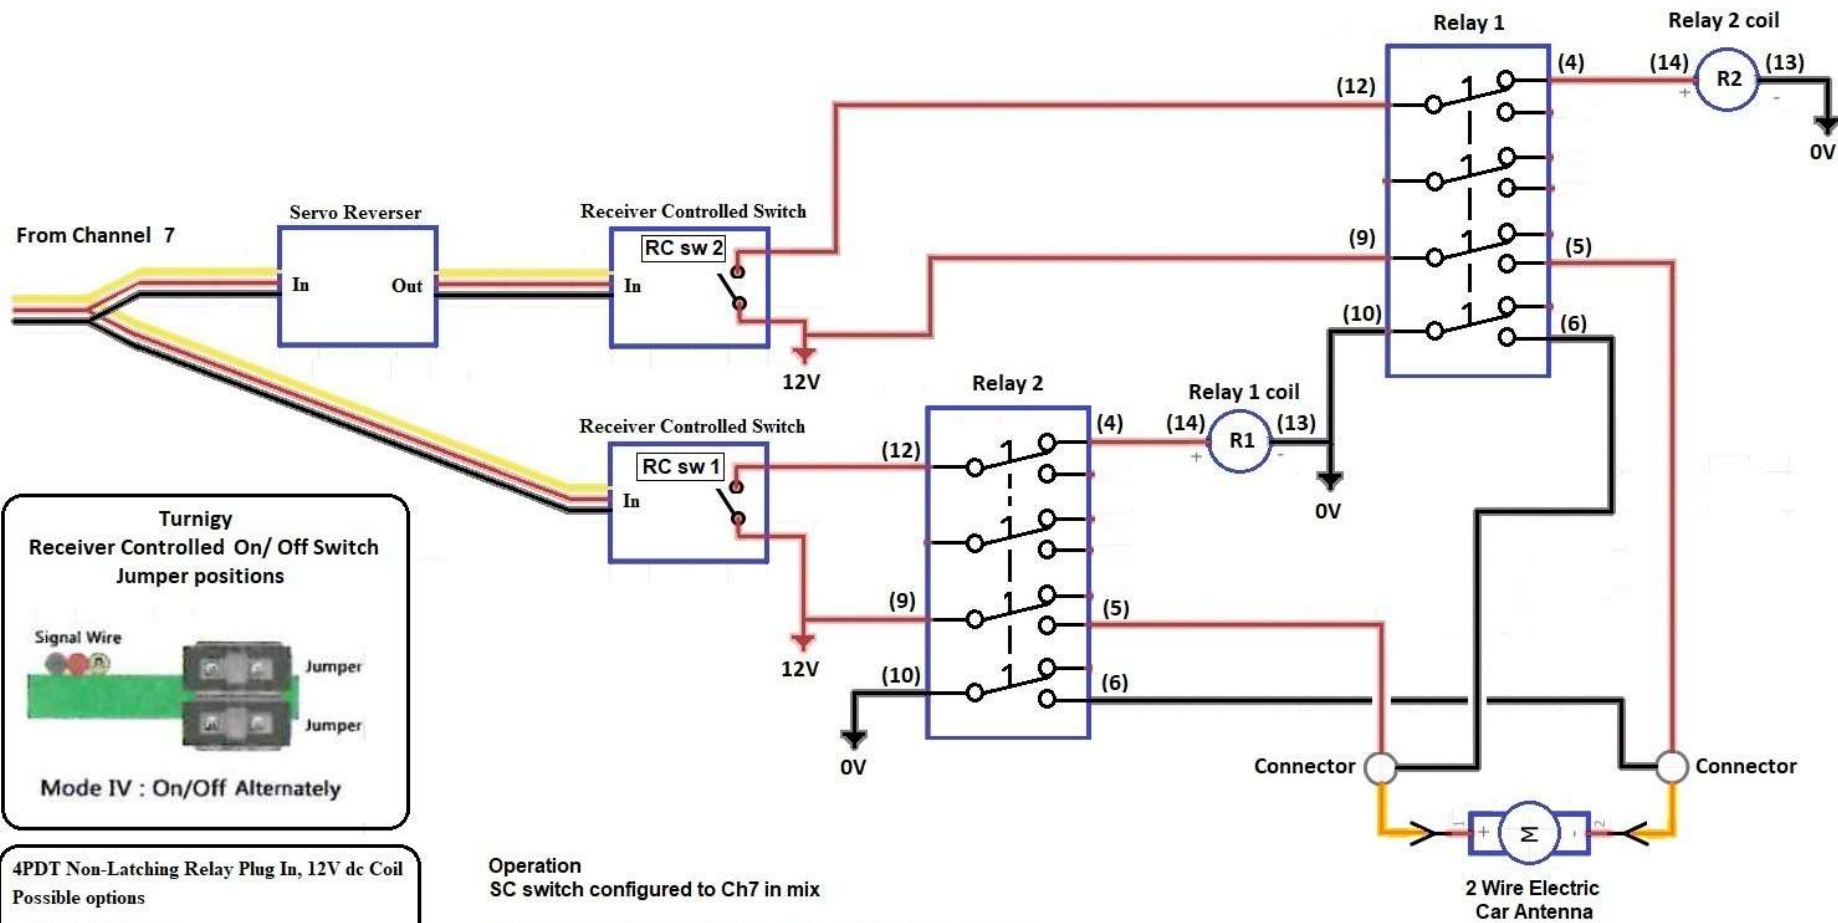 Relay 1
Relay 2 coil
(12)
(4)
(14)
R2
(13)
+
-
0V
From Channel 7
Servo Reverser
Receiver Controlled Switch
RC sw 2
In
Out
In
12V
(9)
(5)
(10)
(6)
Relay 2
Relay 1 coil
Receiver Controlled Switch
RC sw 1
In
12V
(12)
(4)
(14)
R1
(13)
+
-
0V
(9)
(5)
(10)
(6)
0V
Turnigy
Receiver Controlled On/ Off Switch
Jumper positions
Signal Wire
Jumper
Jumper
Mode IV : On/Off Alternately
Connector
Connector
1
+
M
-
2
2 Wire Electric
Car Antenna
4PDT Non-Latching Relay Plug In, 12V dc Coil
Possible options
Operation
SC switch configured to Ch7 in mix